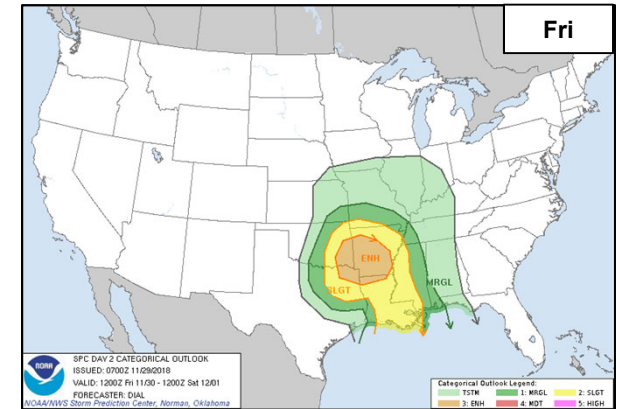 Fri
ENH
SLGT
MRGL
NOAA
SPC DAY 2 CATEGORICAL OUTLOOK
ISSUED: 0700Z 11/29/2018
VALID: 1200Z Fri 11/30 - 1200Z Sat 12/01
FORECASTER: DIAL
NOAA/NWS Storm Prediction Center, Norman, Oklahoma
Categorical Outlook Legend:
TSTM 1: MRGL 2: SLGT
3: ENH 4: MDT 5: HIGH